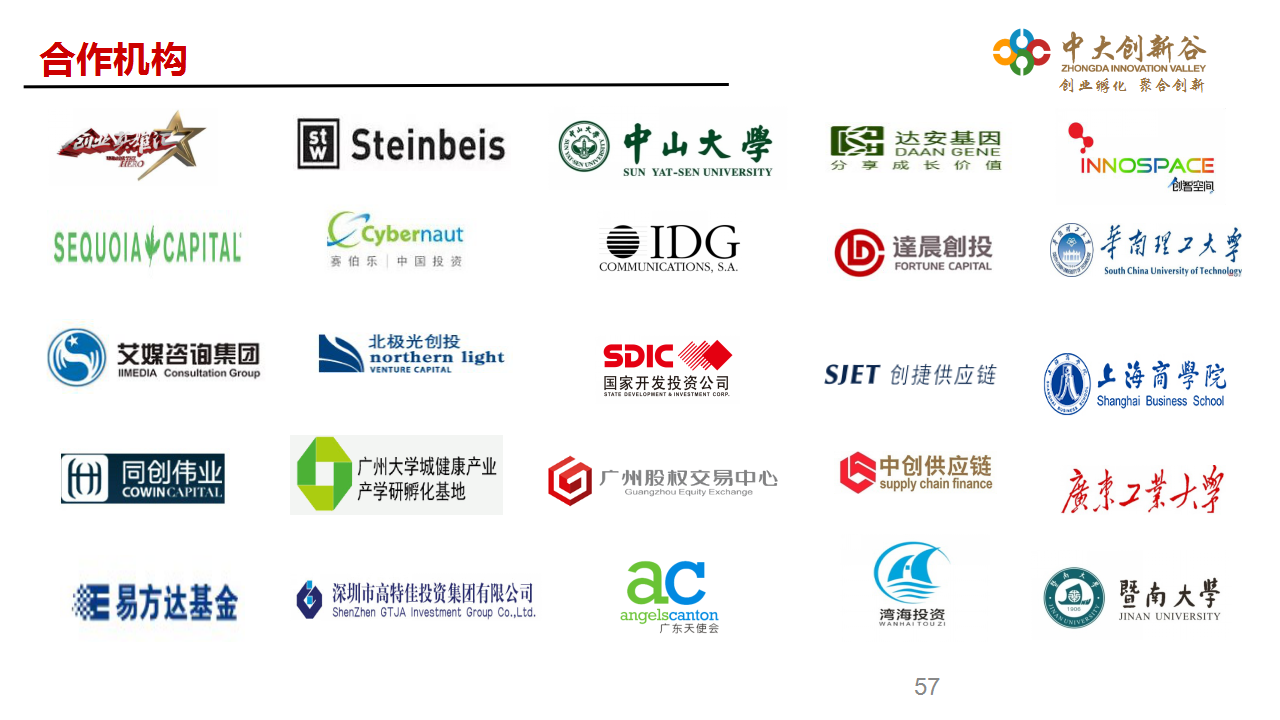 合作机构
中大创新谷
ZHONGDA INNOVATION VALLEY
创业孵化 聚合创新
创业英雄汇
HERO
stw
Steinbeis
中山大學
SUN YAT-SEN UNIVERSITY
达安基因
DAAN GENE
分享成长价值
INNOSPACE
创智空间
SEQUOIA CAPITAL
Cybernaut
赛伯乐 | 中国投资
IDG
COMMUNICATIONS, S.A.
達晨創投
FORTUNE CAPITAL
華南理工大學
South China University of Technology
艾媒咨询集团
IIMEDIA Consultation Group
北极光创投
northern light
VENTURE CAPITAL
SDIC
国家开发投资公司
STATE DEVELOPMENT & INVESTMENT CORP.
SJET 创捷供应链
上海商學院
Shanghai Business School
同创伟业
COWIN CAPITAL
广州大学城健康产业
产学研孵化基地
广州股权交易中心
Guangzhou Equity Exchange
中创供应链
supply chain finance
廣東工業大學
易方达基金
深圳市高特佳投资集团有限公司
ShenZhen GTJA Investment Group Co.,Ltd.
ac
angelscanton
广东天使会
湾海投资
WANHAI TOU ZI
暨南大學
1906
JINAN UNIVERSITY
57